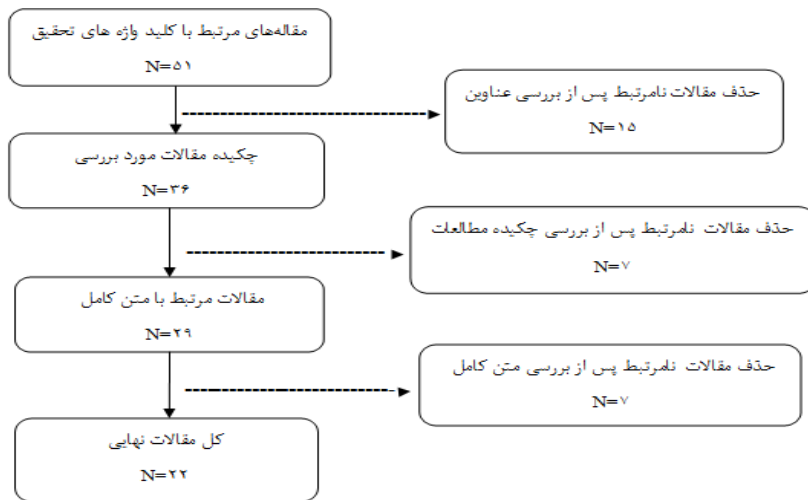 مقاله‌های مرتبط با کلید واژه های تحقیق
N=۵۱
حذف مقالات نامرتبط پس از بررسی عناوین
N=۱۵
چکیده مقالات مورد بررسی
N=۳۶
حذف مقالات نامرتبط پس از بررسی چکیده مطالعات
N=۷
مقالات مرتبط با متن کامل
N=۲۹
حذف مقالات نامرتبط پس از بررسی متن کامل
N=۷
کل مقالات نهایی
N=۲۲